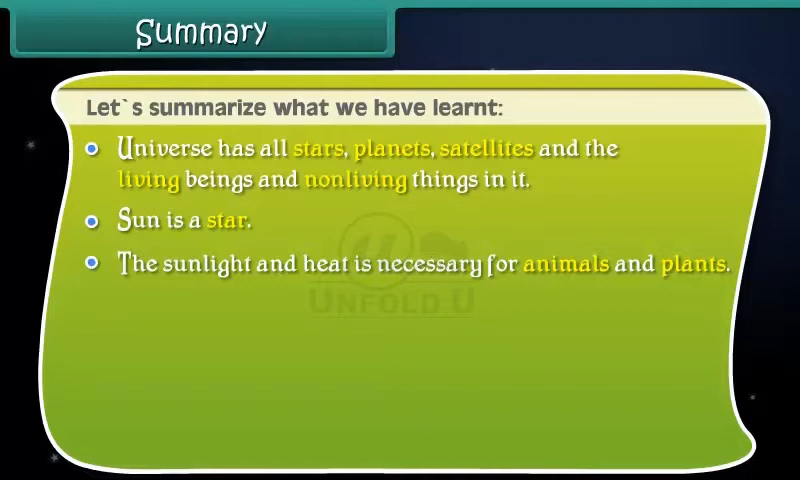 Summary
Let`s summarize what we have learnt:
Universe has all stars, planets, satellites and the
living beings and nonliving things in it.
Sun is a star.
The sunlight and heat is necessary for animals and plants.
UNFOLD U